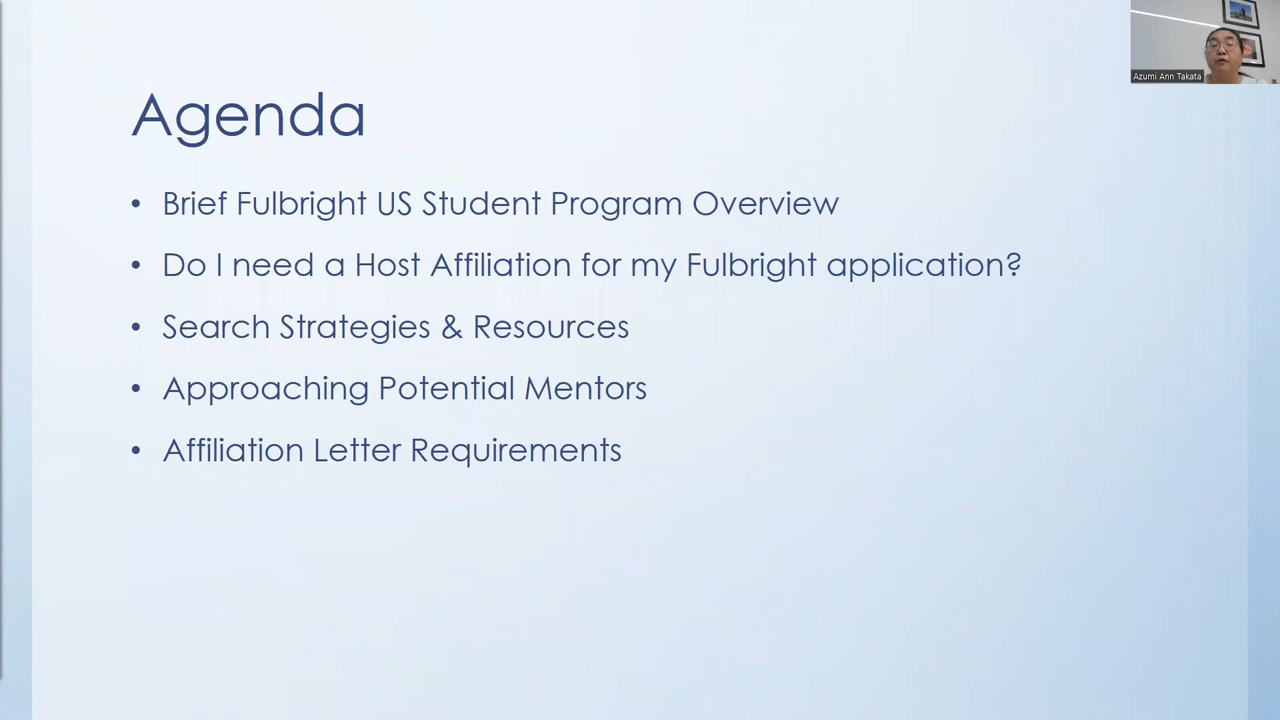 Azumi Ann Takata
Agenda
• Brief Fulbright US Student Program Overview
• Do I need a Host Affiliation for my Fulbright application?
• Search Strategies & Resources
• Approaching Potential Mentors
• Affiliation Letter Requirements